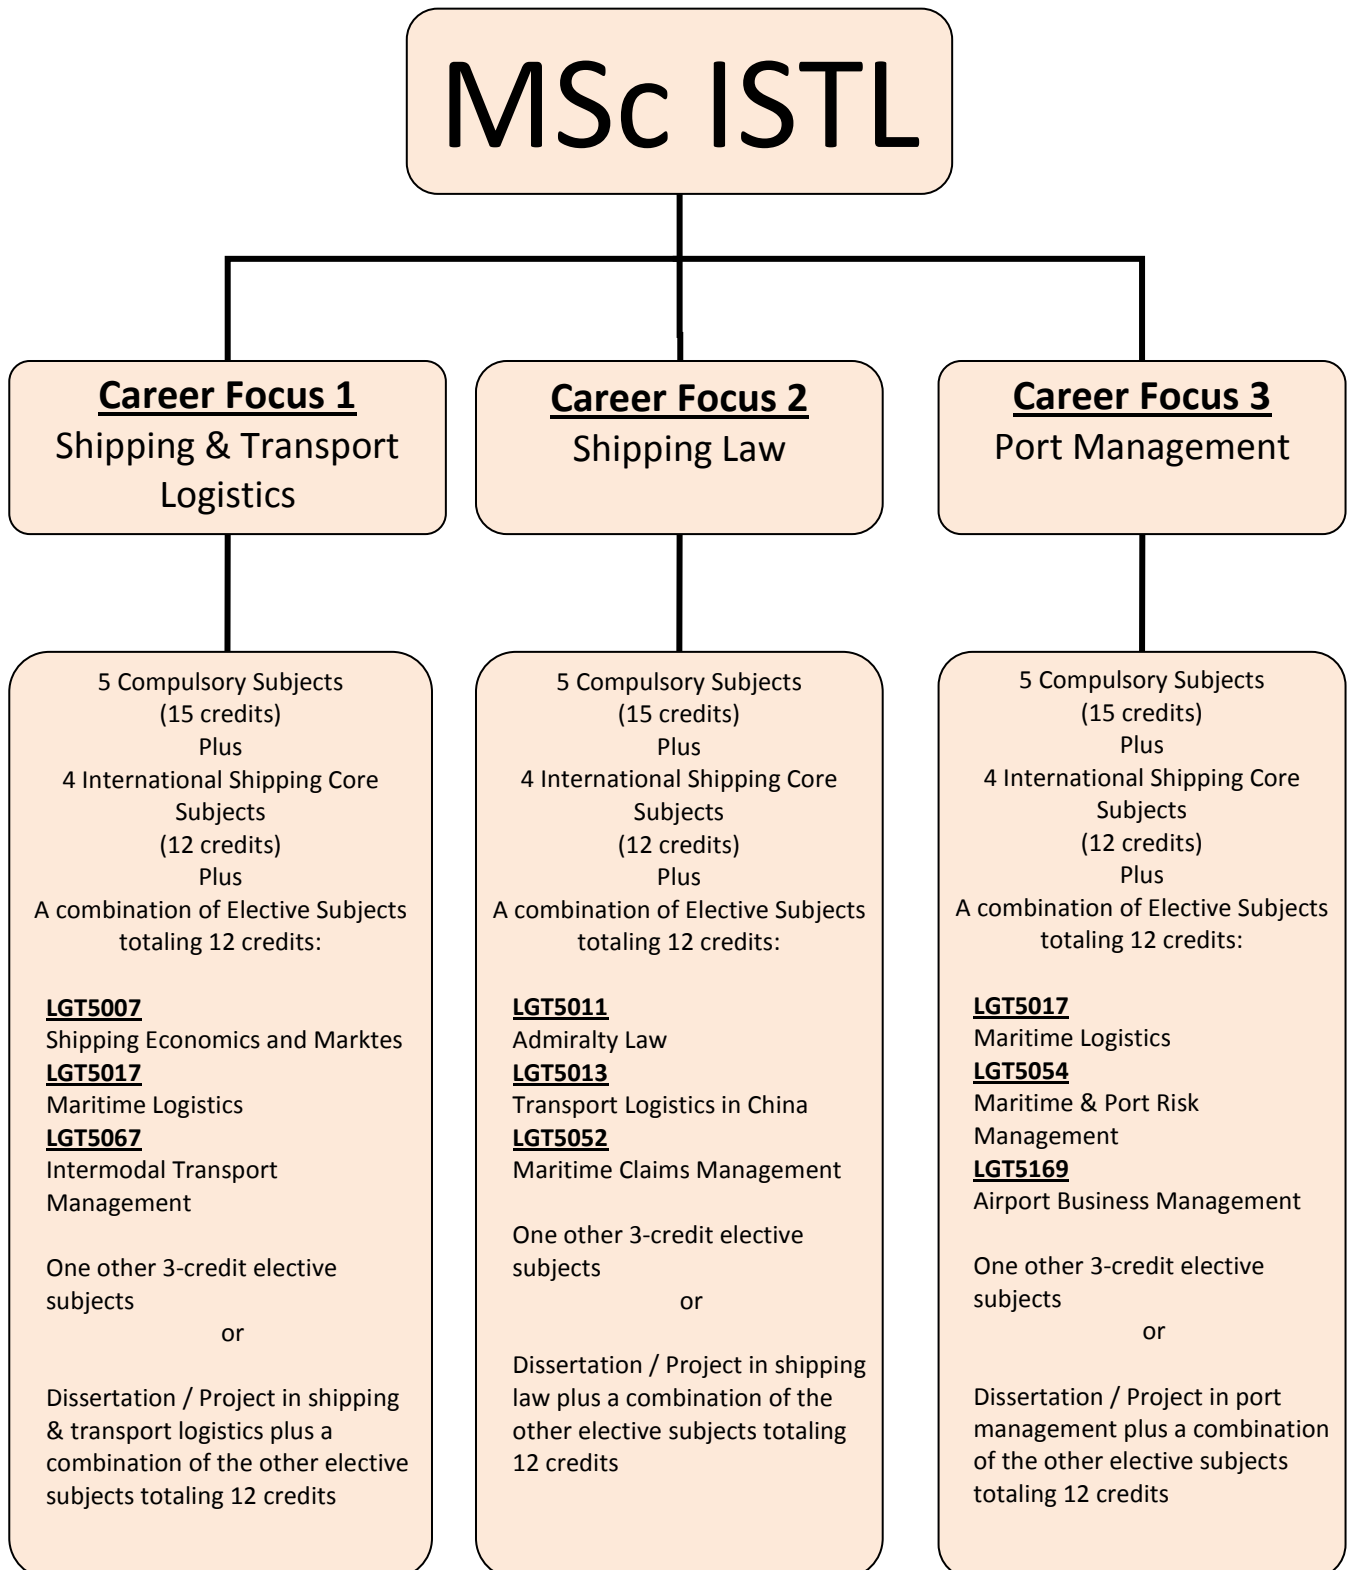 MSc ISTL
Career Focus 1
Shipping & Transport
Logistics
Career Focus 2
Shipping Law
Career Focus 3
Port Management
5 Compulsory Subjects
(15 credits)
Plus
4 International Shipping Core
Subjects
(12 credits)
Plus
A combination of Elective Subjects
totaling 12 credits:
LGT5007
Shipping Economics and Marktes
LGT5017
Maritime Logistics
LGT5067
Intermodal Transport
Management
One other 3-credit elective
subjects
or
Dissertation / Project in shipping
& transport logistics plus a
combination of the other elective
subjects totaling 12 credits
5 Compulsory Subjects
(15 credits)
Plus
4 International Shipping Core
Subjects
(12 credits)
Plus
A combination of Elective Subjects
totaling 12 credits:
LGT5011
Admiralty Law
LGT5013
Transport Logistics in China
LGT5052
Maritime Claims Management
One other 3-credit elective
subjects
or
Dissertation / Project in shipping
law plus a combination of the
other elective subjects totaling
12 credits
5 Compulsory Subjects
(15 credits)
Plus
4 International Shipping Core
Subjects
(12 credits)
Plus
A combination of Elective Subjects
totaling 12 credits:
LGT5017
Maritime Logistics
LGT5054
Maritime & Port Risk
Management
LGT5169
Airport Business Management
One other 3-credit elective
subjects
or
Dissertation / Project in port
management plus a combination
of the other elective subjects
totaling 12 credits